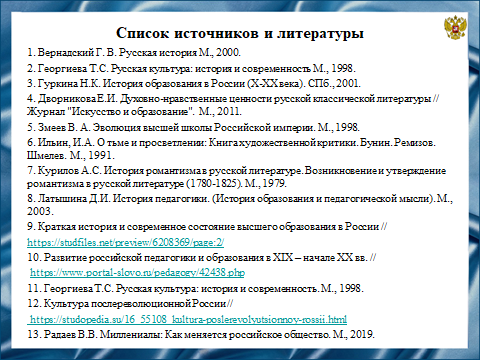 Список источников и литературы
1. Вернадский Г. В. Русская история М., 2000.
2. Георгиева Т.С. Русская культура: история и современность М., 1998.
3. Гуркина Н.К. История образования в России (X-XX века). СПб., 2001.
4. Дворникова Е.И. Духовно-нравственные ценности русской классической литературы //
Журнал "Искусство и образование". М., 2011.
5. Змеев В. А. Эволюция высшей школы Российской империи. М., 1998.
6. Ильин, И.А. О тьме и просветлении: Книга художественной критики. Бунин. Ремизов.
Шмелев. М., 1991.
7. Курилов А.С. История романтизма в русской литературе. Возникновение и утверждение
романтизма в русской литературе (1780-1825). М., 1979.
8. Латышина Д.И. История педагогики. (История образования и педагогической мысли). М.,
2003.
9. Краткая история и современное состояние высшего образования в России //
https://studfiles.net/preview/6208369/page:2/
10. Развитие российской педагогики и образования в XIX – начале XX вв. //
https://www.portal-slovo.ru/pedagogy/42438.php
11. Георгиева Т.С. Русская культура: история и современность. М., 1998.
12. Культура послереволюционой России //
https://studopedia.su/16_55108_kultura-poslerevolyutsionnoy-rossii.html
13. Радаев В.В. Миллениалы: Как меняется российское общество. М., 2019.